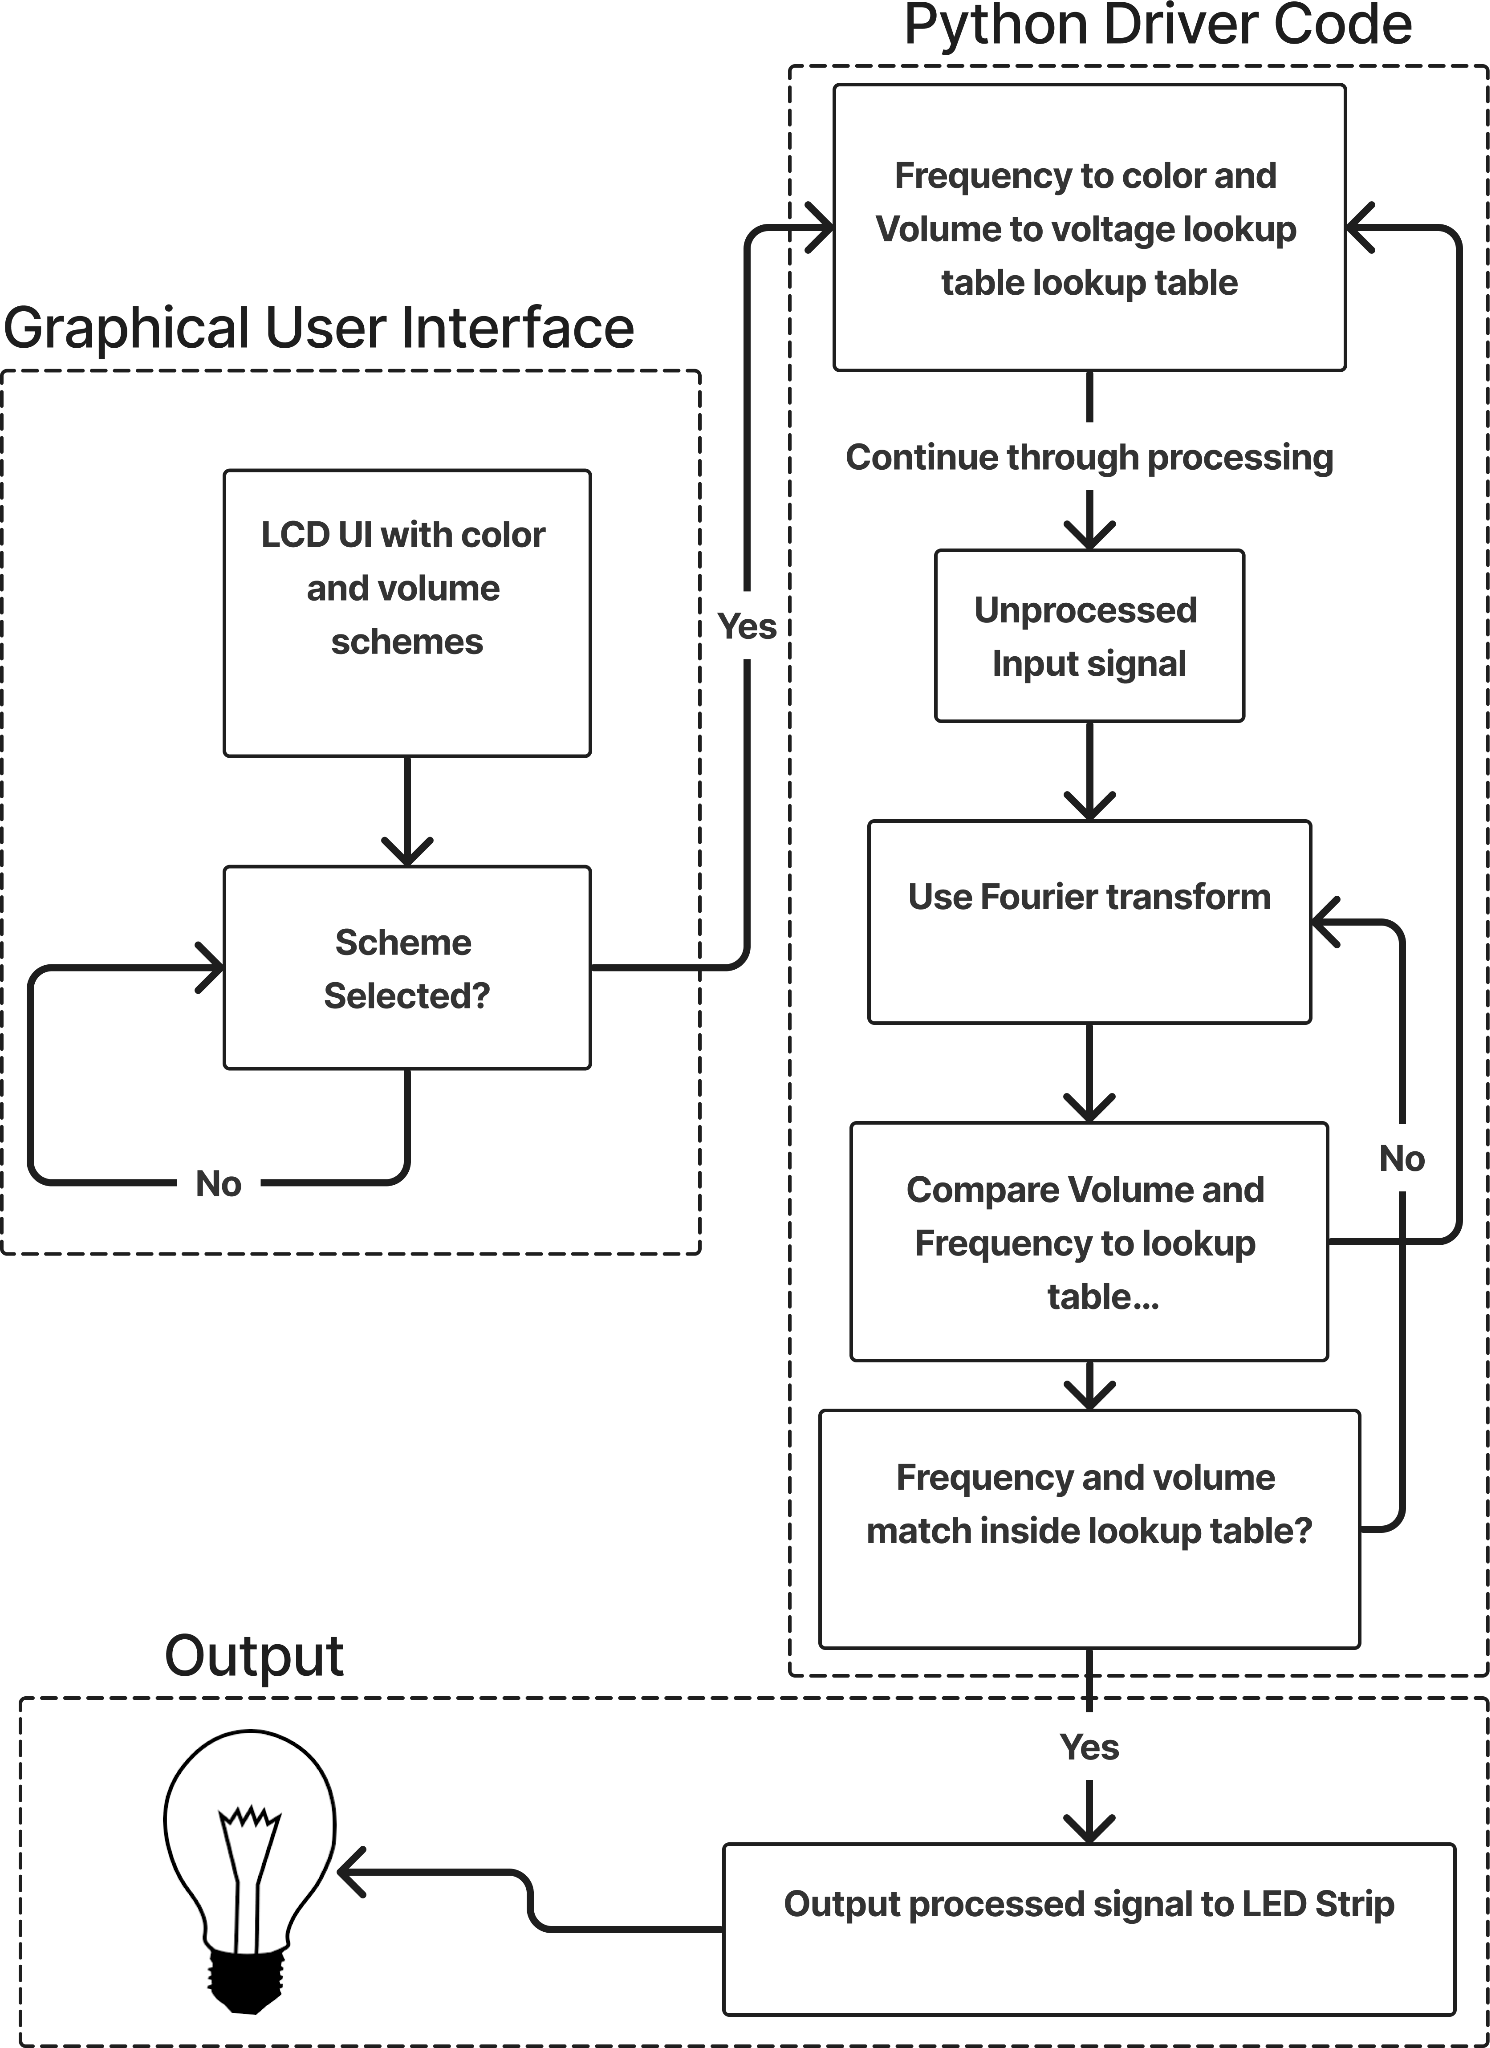 Python Driver Code
Frequency to color and
Volume to voltage lookup
table lookup table
Continue through processing
Unprocessed
Input signal
Use Fourier transform
Compare Volume and
Frequency to lookup
table...
No
Frequency and volume
match inside lookup table?
Graphical User Interface
LCD UI with color
and volume
schemes
Scheme
Selected?
No
Yes
Output
Yes
Output processed signal to LED Strip